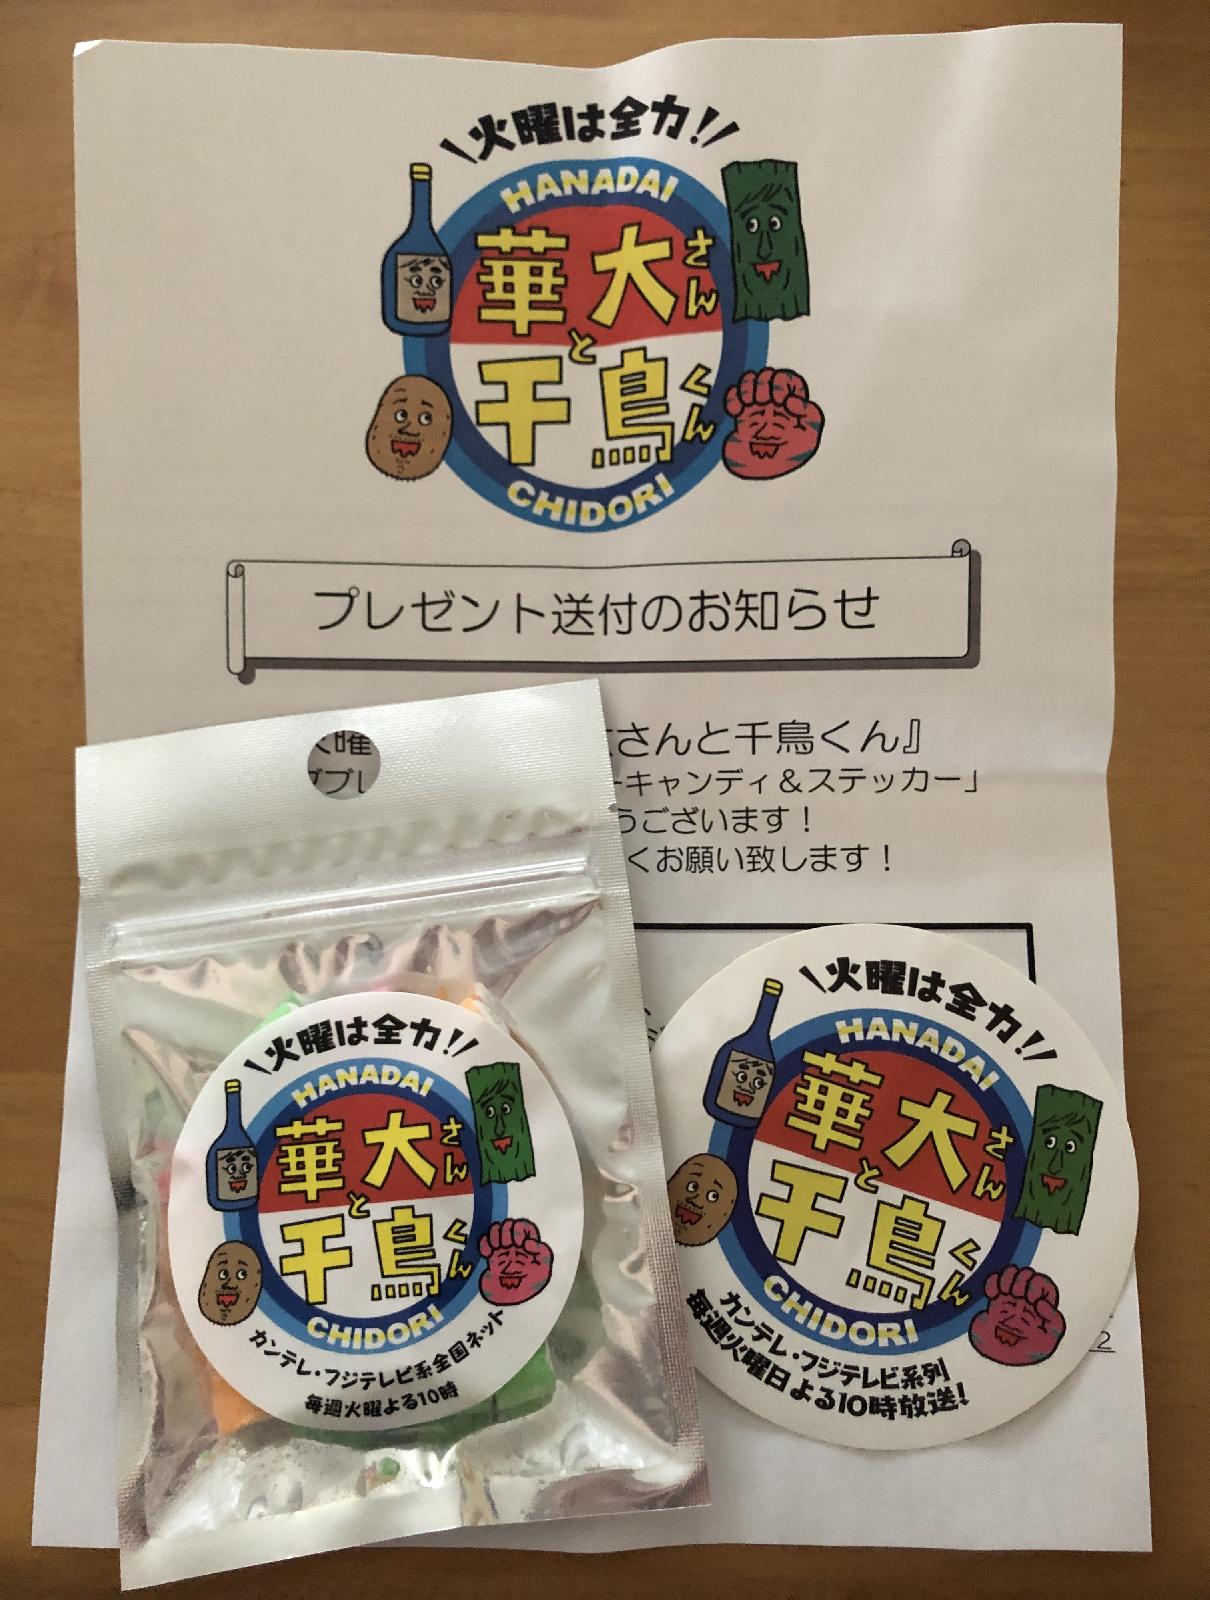 火曜は全力!!
HANADAI
華大さん
と
千鳥くん
CHIDORI
プレゼント送付のお知らせ
さんと千鳥くん』
キャンディ＆ステッカー」
うございます！
くお願い致します！
曜
火曜は全力!!
HANADAI
華大さん
と
千鳥くん
CHIDORI
カンテレ・フジテレビ系全国ネット
毎週火曜よる10時
火曜は全力!!
HANADAI
華大さん
と
千鳥くん
CHIDORI
カンテレ・フジテレビ系列
毎週火曜日よる10時放送!
2